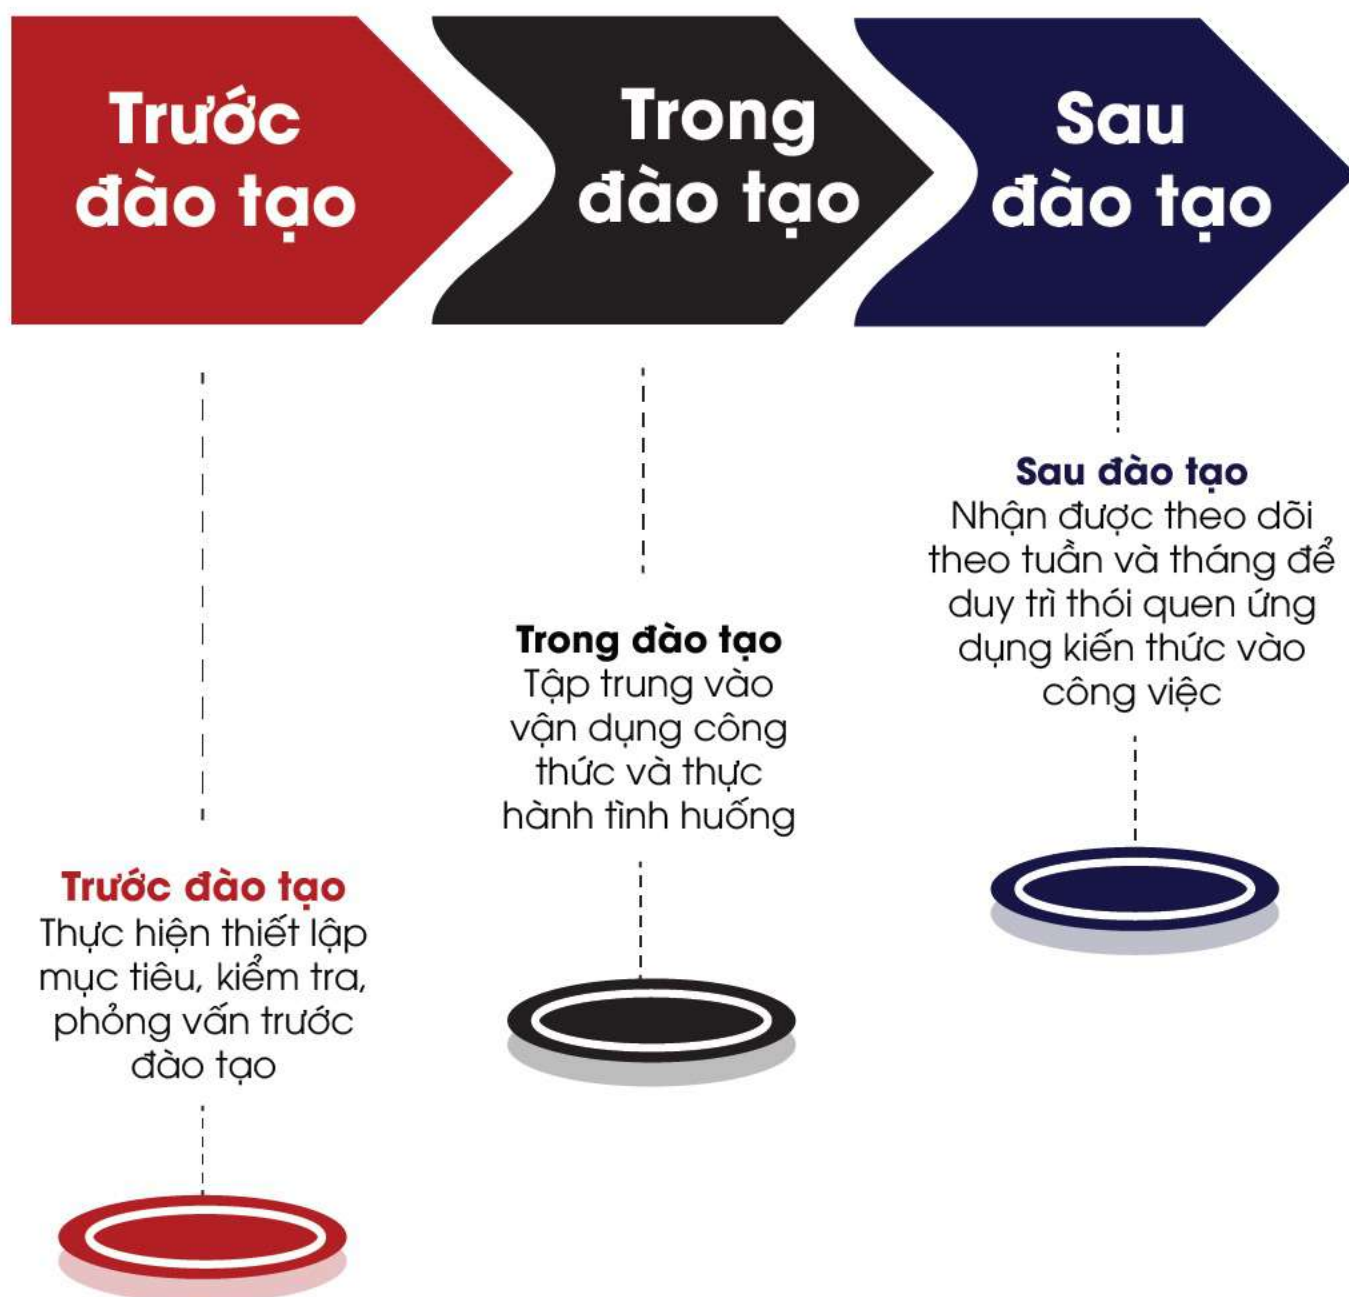 Trước
đào tạo
Trong
đào tạo
Sau
đào tạo
Trước đào tạo
Thực hiện thiết lập
mục tiêu, kiểm tra,
phỏng vấn trước
đào tạo
Trong đào tạo
Tập trung vào
vận dụng công
thức và thực
hành tình huống
Sau đào tạo
Nhận được theo dõi
theo tuần và tháng để
duy trì thói quen ứng
dụng kiến thức vào
công việc